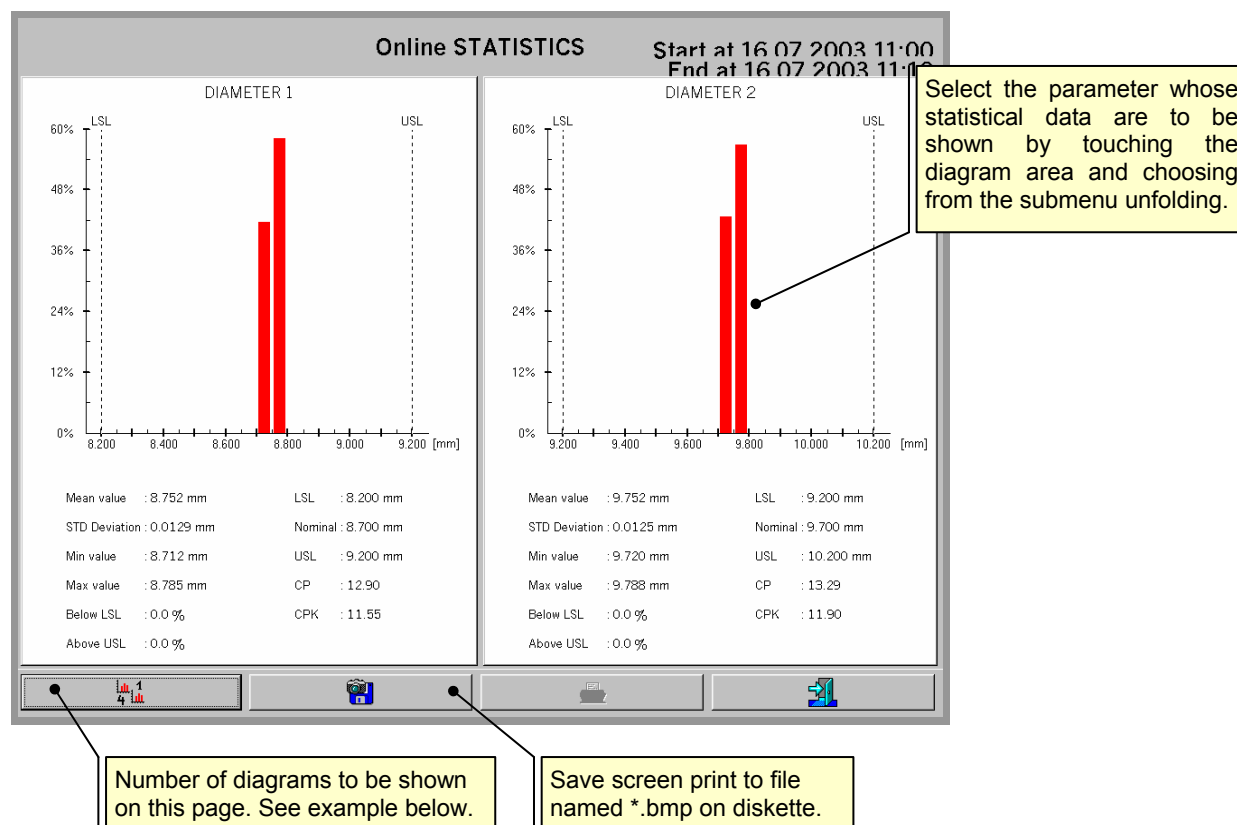 Online STATISTICS
Start at 16 07 2003 11:00
End at 16 07 2003 11:10
Select the parameter whose
statistical data are to be
shown by touching the
diagram area and choosing
from the submenu unfolding.
DIAMETER 1
LSL
USL
60%
48%
36%
24%
12%
0%
8.200 8.400 8.600 8.800 9.000 9.200 [mm]
Mean value : 8.752 mm LSL : 8.200 mm
STD Deviation : 0.0129 mm Nominal : 8.700 mm
Min value : 8.712 mm USL : 9.200 mm
Max value : 8.785 mm CP : 12.90
Below LSL : 0.0 % CPK : 11.55
Above USL : 0.0 %
DIAMETER 2
LSL
USL
60%
48%
36%
24%
12%
0%
9.200 9.400 9.600 9.800 10.000 10.200 [mm]
Mean value : 9.752 mm LSL : 9.200 mm
STD Deviation : 0.0125 mm Nominal : 9.700 mm
Min value : 9.720 mm USL : 10.200 mm
Max value : 9.788 mm CP : 13.29
Below LSL : 0.0 % CPK : 11.90
Above USL : 0.0 %
1
4
Number of diagrams to be shown
on this page. See example below.
Save screen print to file
named *.bmp on diskette.